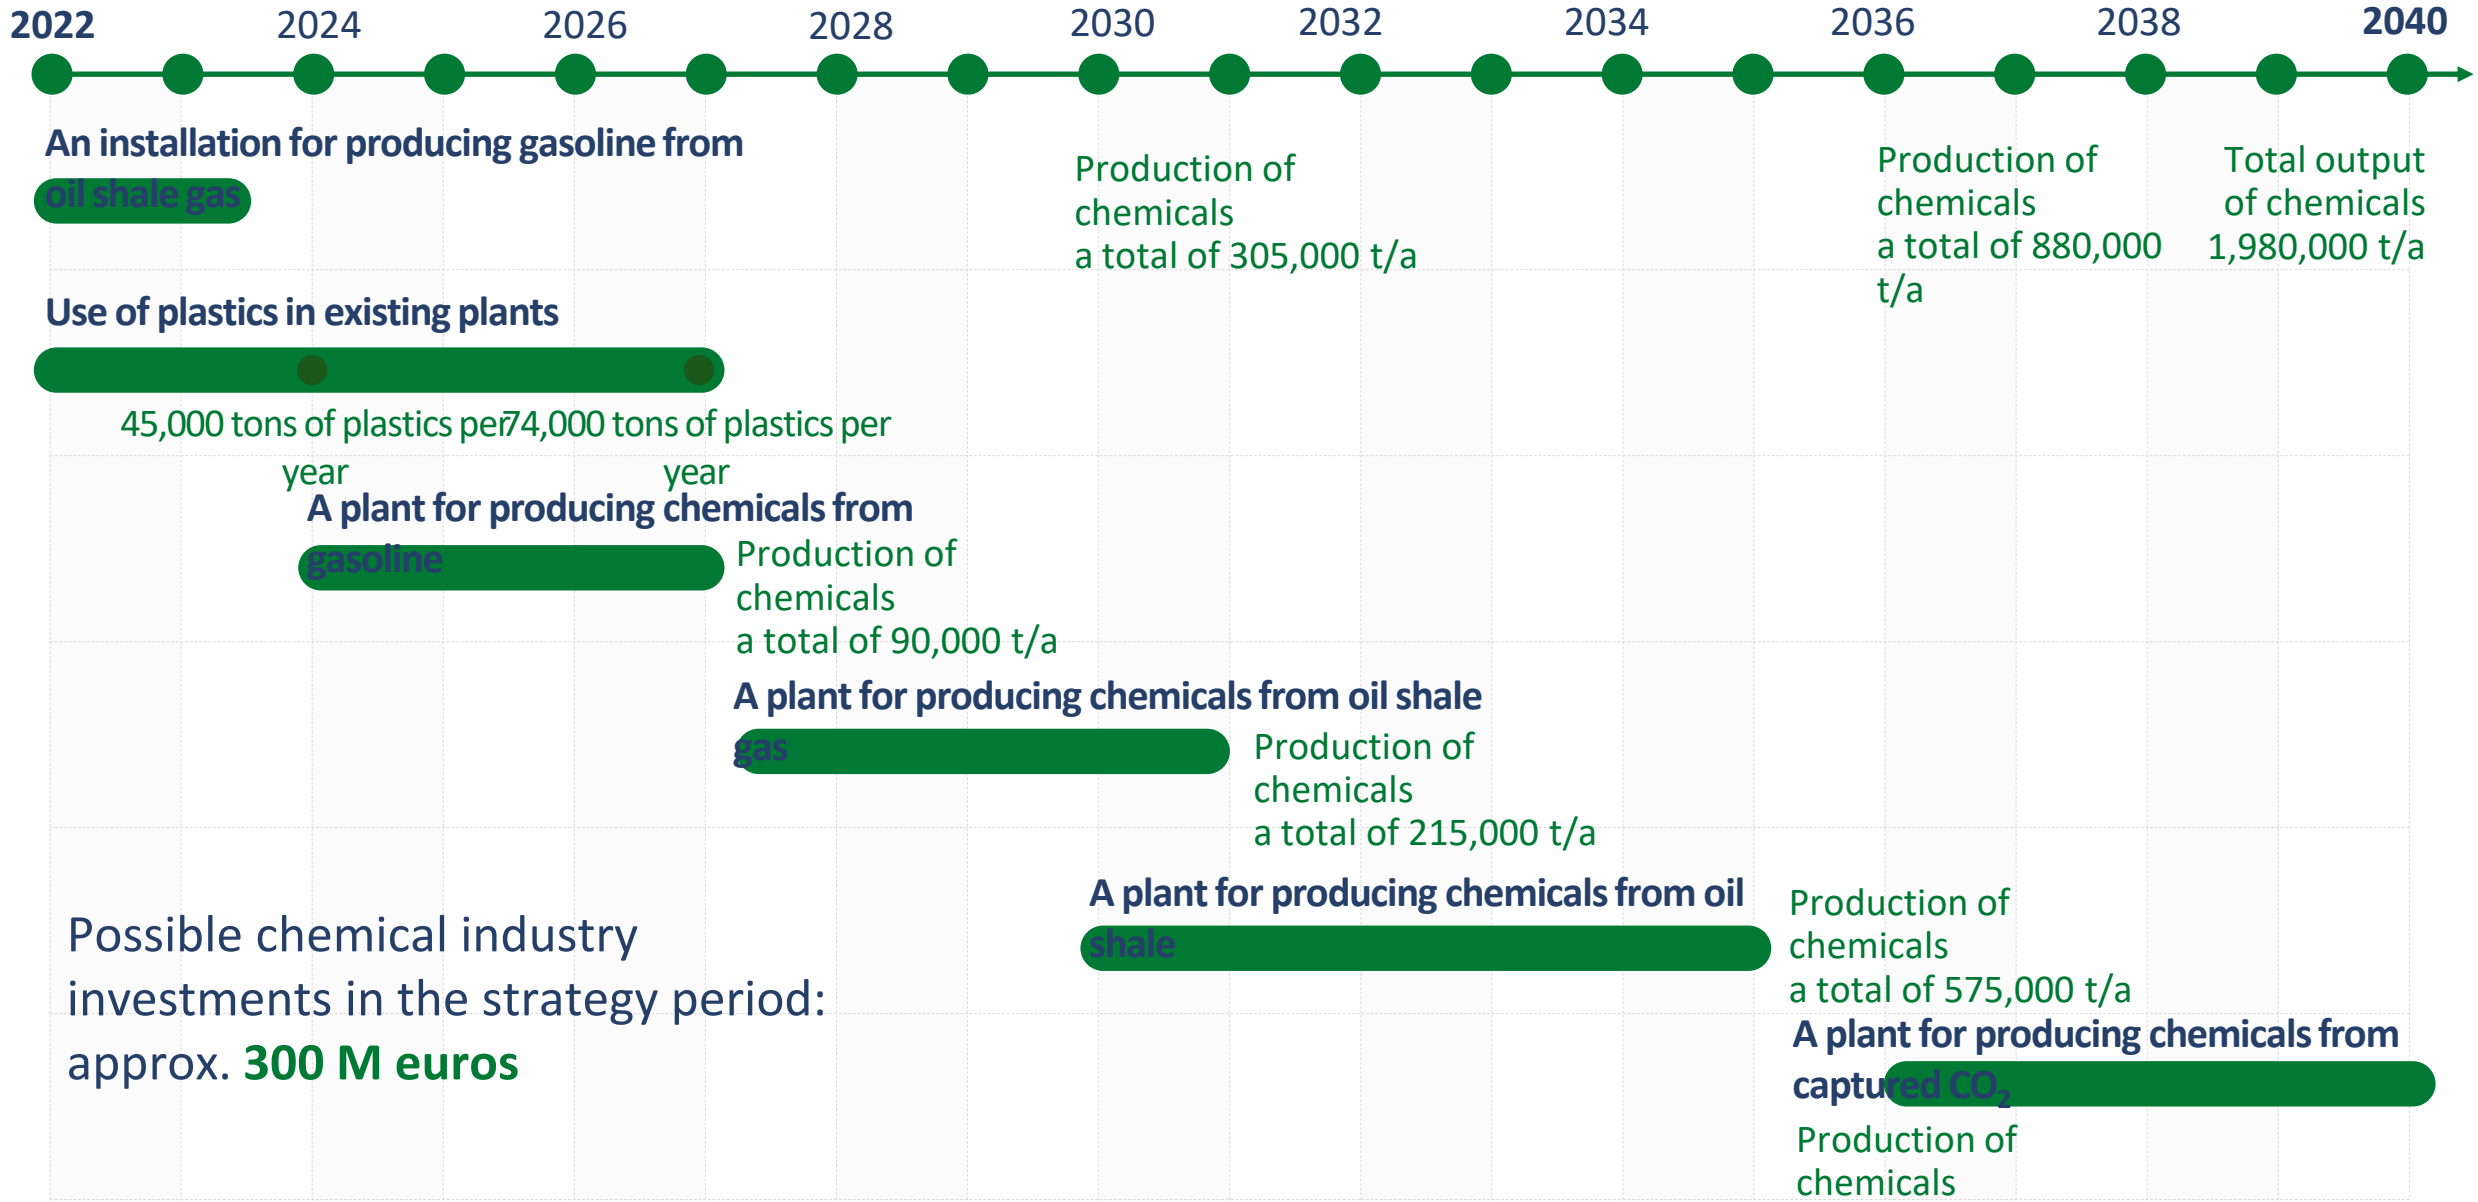 2022 2024 2026 2028 2030 2032 2034 2036 2038 2040
An installation for producing gasoline from
oil shale gas
Production of
chemicals
a total of 305,000 t/a
Production of
chemicals
a total of 880,000
t/a
Total output
of chemicals
1,980,000 t/a
Use of plastics in existing plants
45,000 tons of plastics per
year
74,000 tons of plastics per
year
A plant for producing chemicals from
gasoline
Production of
chemicals
a total of 90,000 t/a
A plant for producing chemicals from oil shale
gas
Production of
chemicals
a total of 215,000 t/a
A plant for producing chemicals from oil
shale
Production of
chemicals
a total of 575,000 t/a
Possible chemical industry
investments in the strategy period:
approx. 300 M euros
A plant for producing chemicals from
captured CO₂
Production of
chemicals